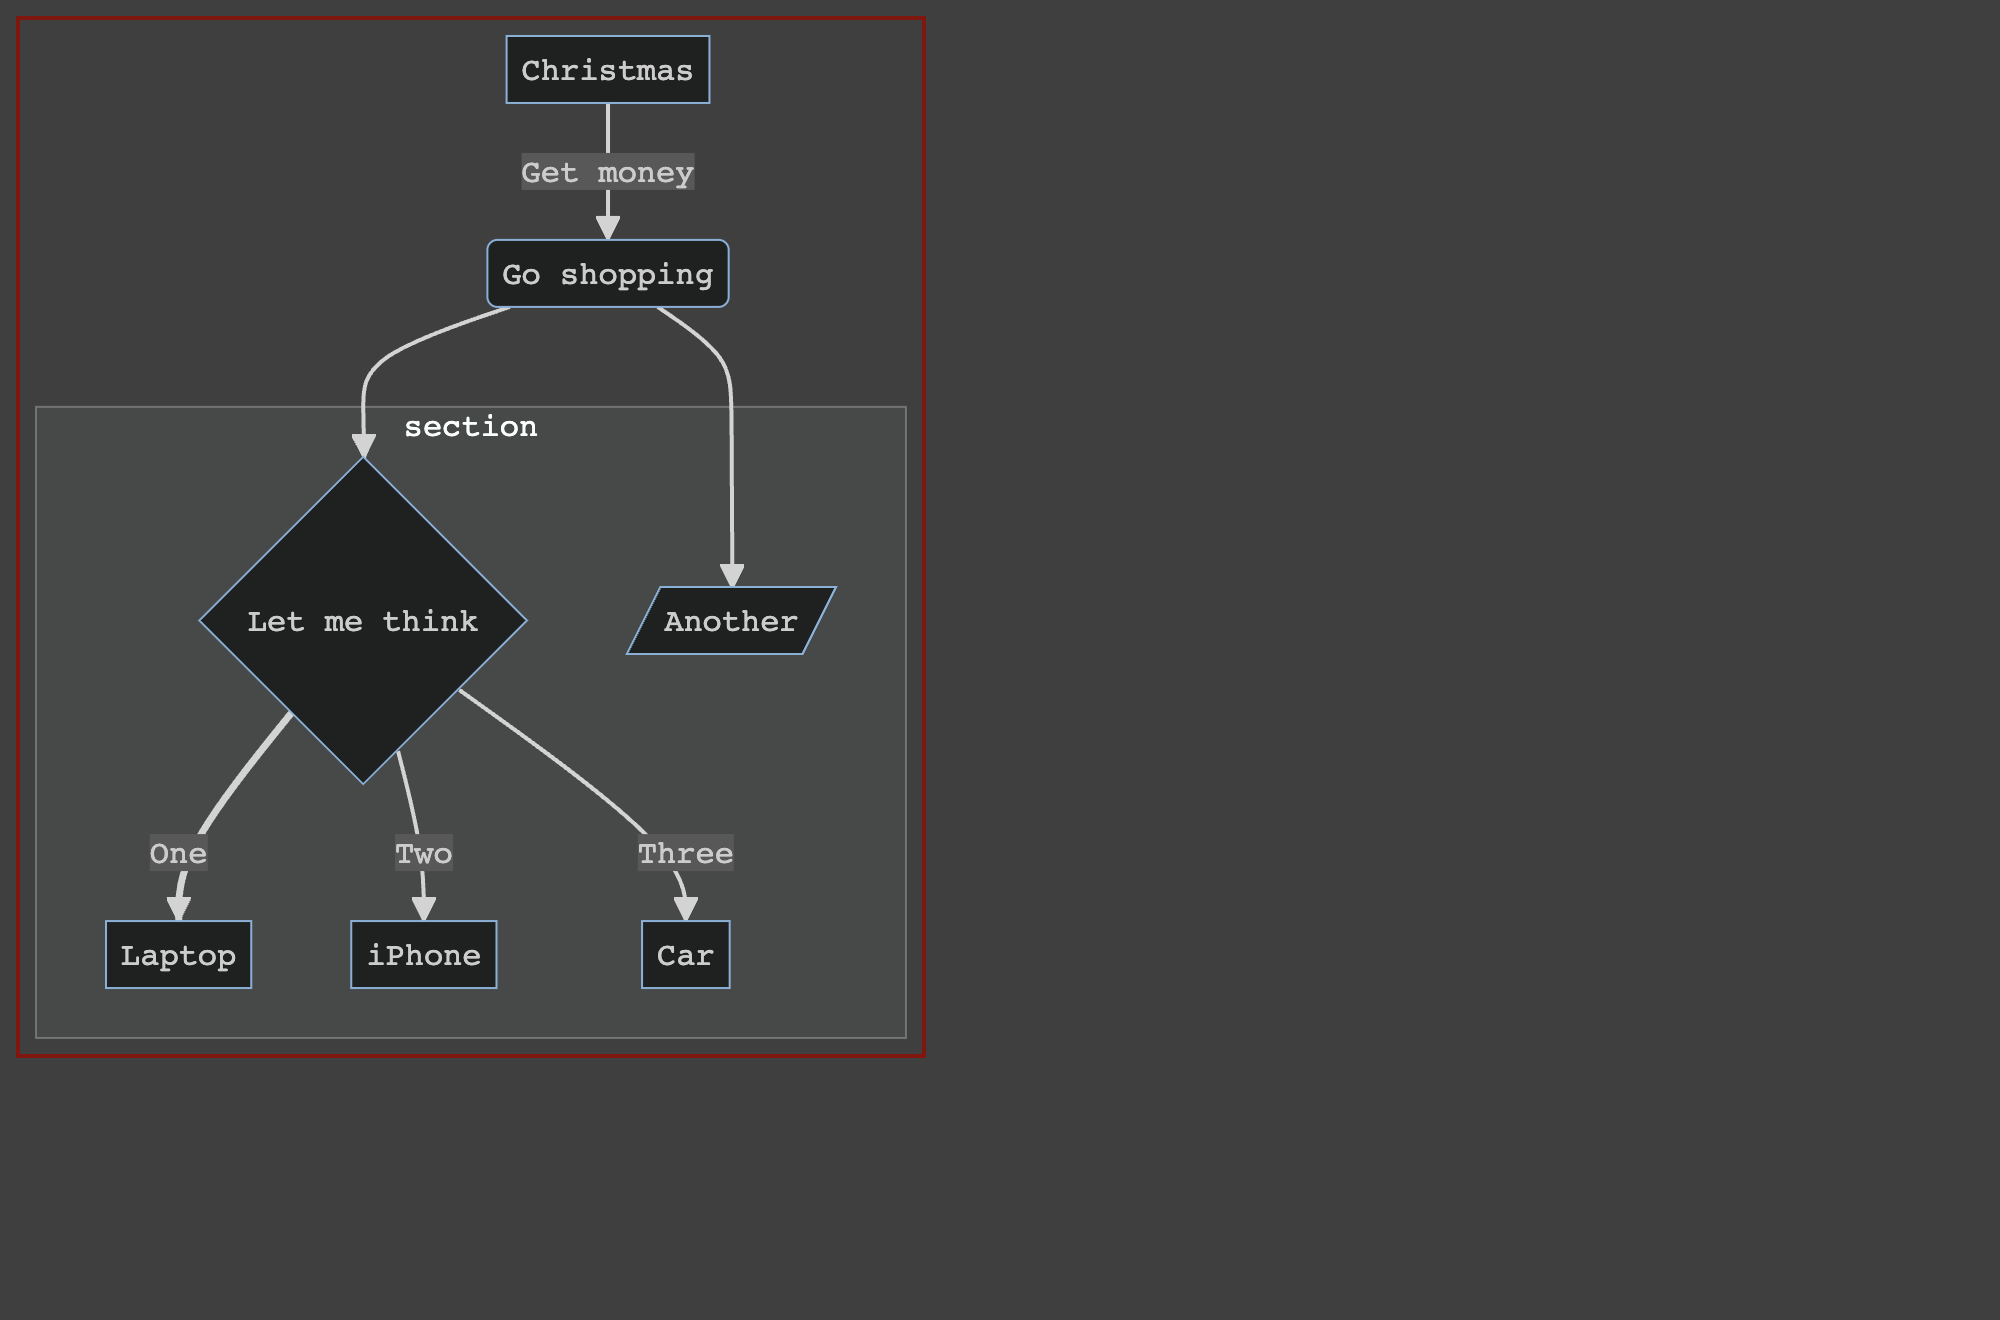 Christmas
Get money
Go shopping
section
Let me think
Another
One
Two
Three
Laptop
iPhone
Car